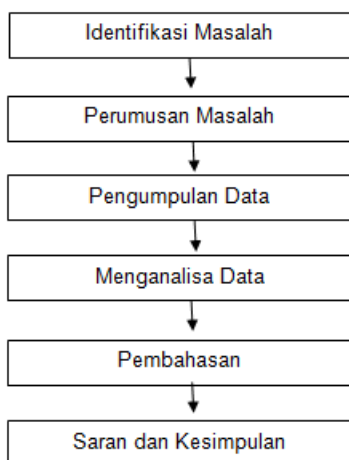 Identifikasi Masalah
Perumusan Masalah
Pengumpulan Data
Menganalisa Data
Pembahasan
Saran dan Kesimpulan